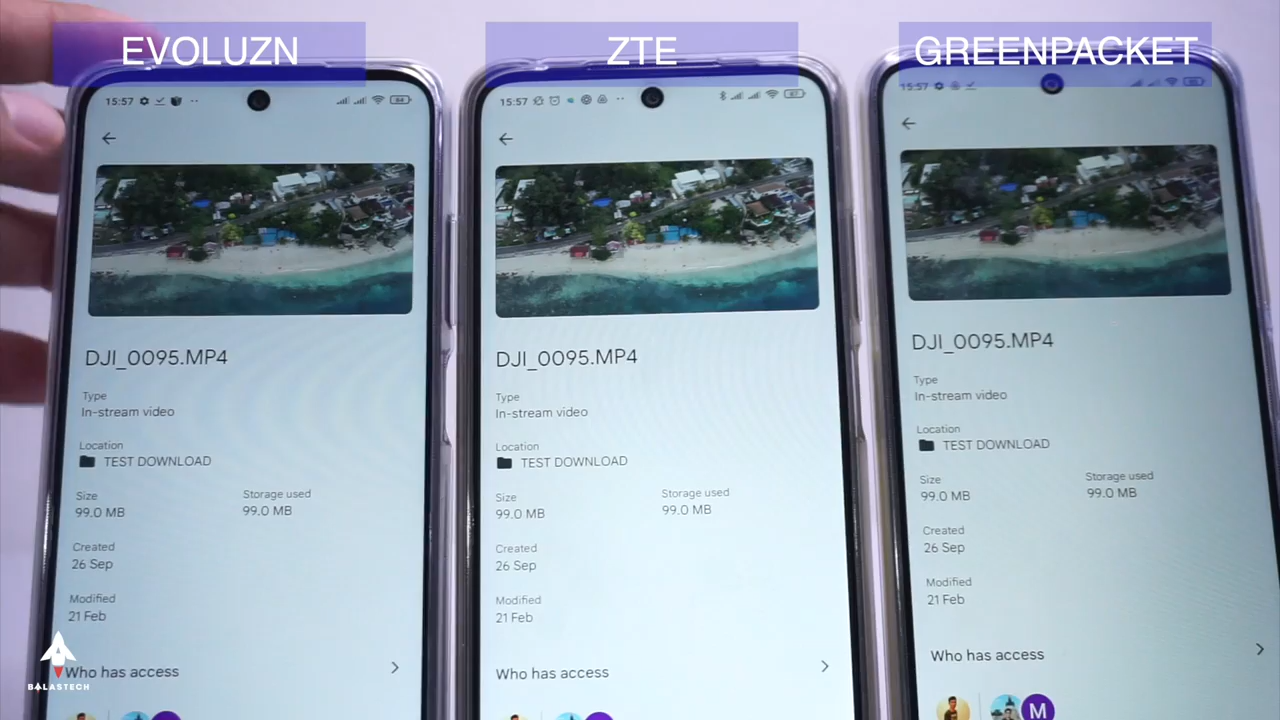 EVOLUZN
ZTE
GREENPACKET
15:57
DJI_0095.MP4
Type
In-stream video
Location
TEST DOWNLOAD
Size
99.0 MB
Storage used
99.0 MB
Created
26 Sep
Modified
21 Feb
Who has access
15:57
DJI_0095.MP4
Type
In-stream video
Location
TEST DOWNLOAD
Size
99.0 MB
Storage used
99.0 MB
Created
26 Sep
Modified
21 Feb
Who has access
15:57
DJI_0095.MP4
Type
In-stream video
Location
TEST DOWNLOAD
Size
99.0 MB
Storage used
99.0 MB
Created
26 Sep
Modified
21 Feb
Who has access
M
BALASTECH